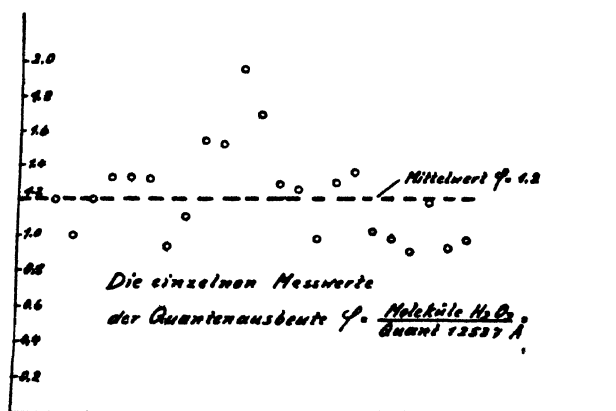 2,0
1,8
1,6
1,4
1,2
Mittelwert φ = 1,2
1,0
0,8
Die einzelnen Messwerte
der Quantenausbeute φ = Moleküle H₂O₂
Quant 12537 Å
0,6
0,4
0,2